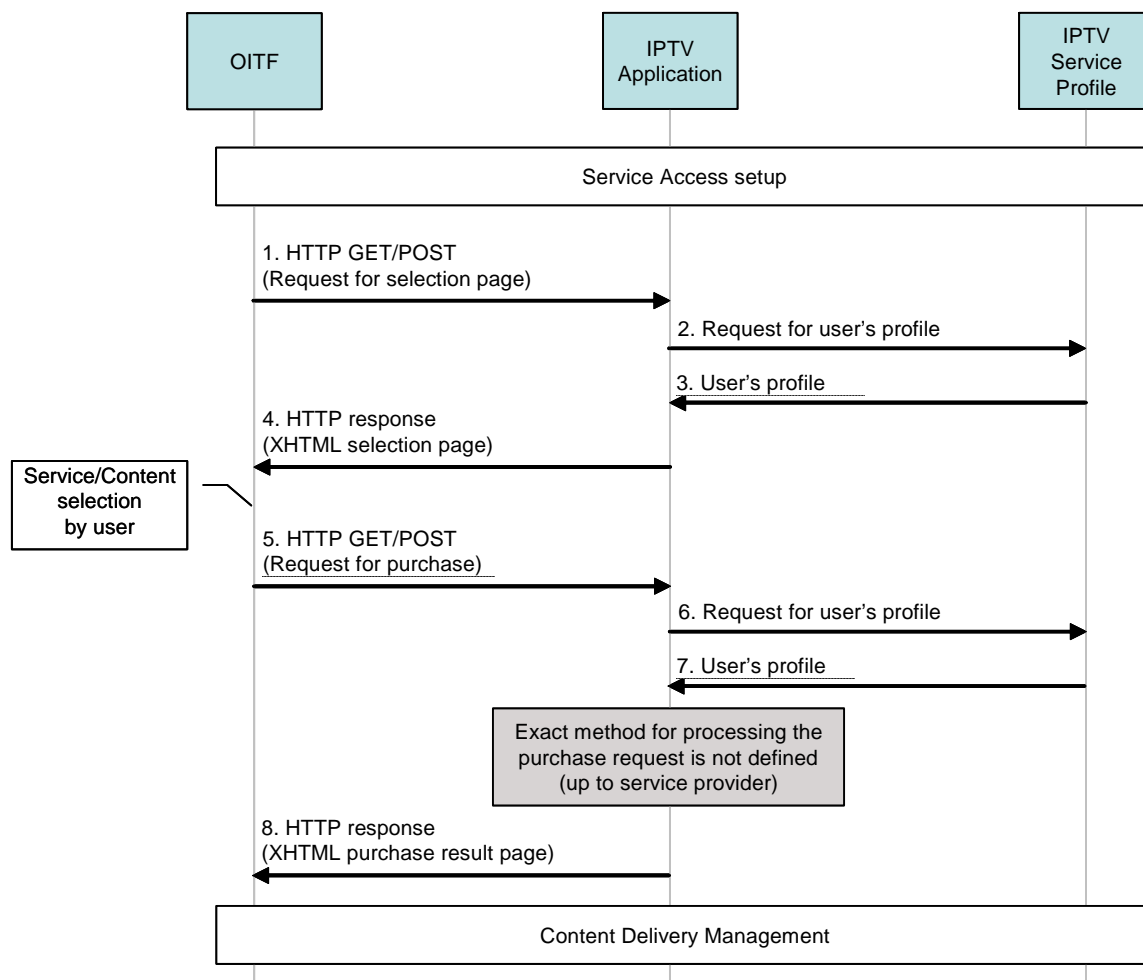 OITF
IPTV
Application
IPTV
Service
Profile
Service Access setup
1. HTTP GET/POST
(Request for selection page)
2. Request for user’s profile
3. User’s profile
4. HTTP response
(XHTML selection page)
Service/Content
selection
by user
5. HTTP GET/POST
(Request for purchase)
6. Request for user’s profile
7. User’s profile
Exact method for processing the
purchase request is not defined
(up to service provider)
8. HTTP response
(XHTML purchase result page)
Content Delivery Management